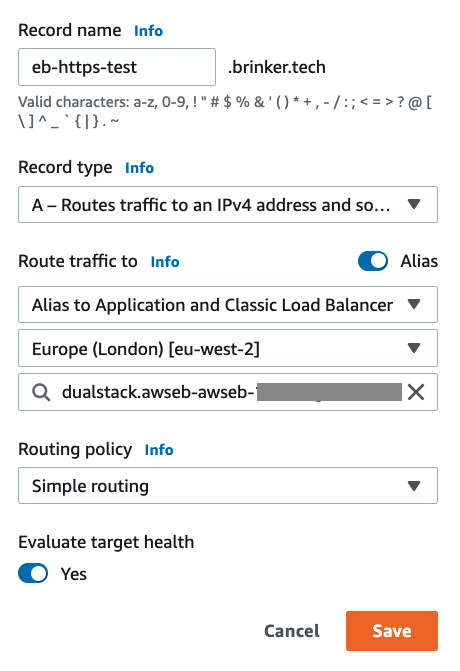 Record name Info
eb-https-test .brinker.tech
Valid characters: a-z, 0-9, ! " # $ % & ' ( ) * + , - / : ; < = > ? @ [
\ ] ^ _ ` { | } . ~
Record type Info
A – Routes traffic to an IPv4 address and so...
Route traffic to Info Alias
Alias to Application and Classic Load Balancer
Europe (London) [eu-west-2]
dualstack.awseb-awseb-
Routing policy Info
Simple routing
Evaluate target health
Yes
Cancel Save